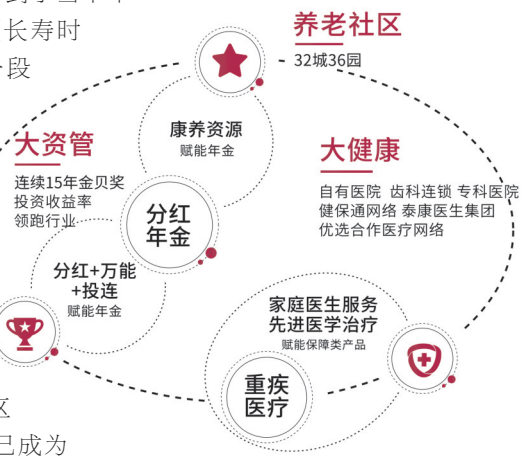 长寿时
段
养老社区
32城36园
康养资源
赋能年金
大资管
连续15年金贝奖
投资收益率
领跑行业
大健康
自有医院 齿科连锁 专科医院
健保通网络 泰康医生集团
优选合作医疗网络
分红
年金
分红+万能
+投连
赋能年金
家庭医生服务
先进医学治疗
赋能保障类产品
重疾
医疗
区
已成为